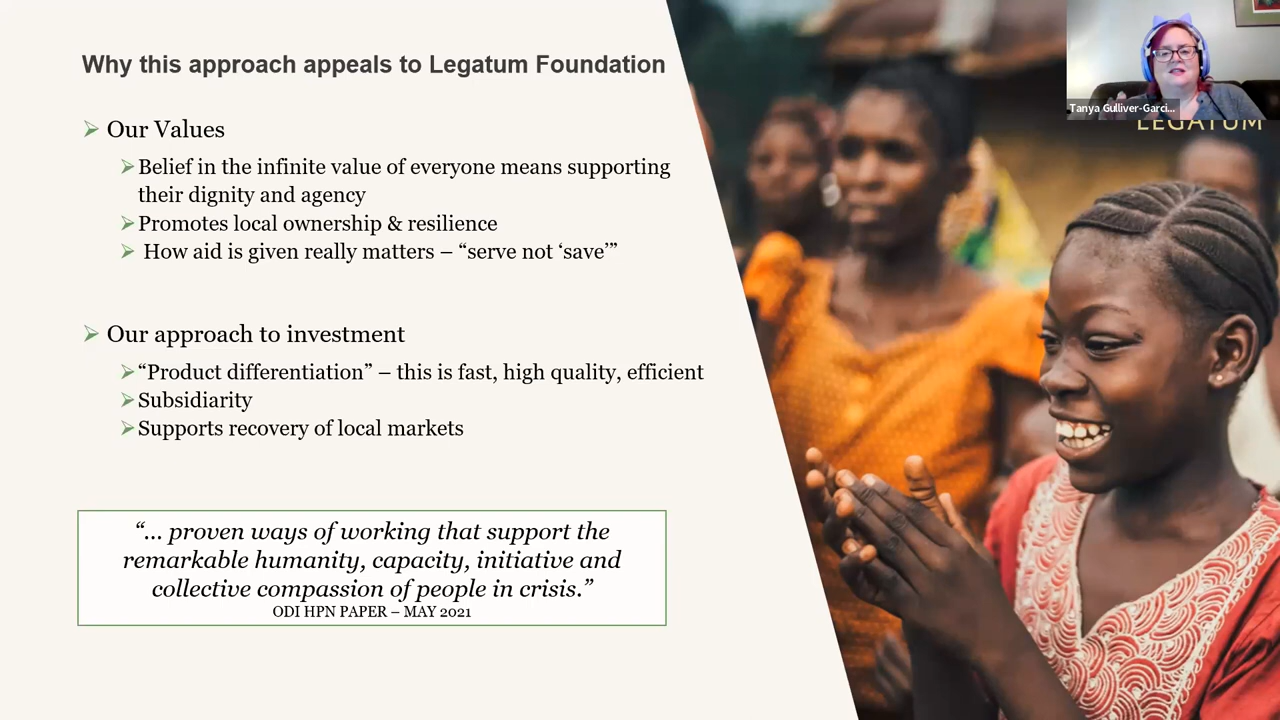 Why this approach appeals to Legatum Foundation
Our Values
Belief in the infinite value of everyone means supporting
their dignity and agency
Promotes local ownership & resilience
How aid is given really matters – “serve not ‘save’”
Our approach to investment
“Product differentiation” – this is fast, high quality, efficient
Subsidiarity
Supports recovery of local markets
“… proven ways of working that support the
remarkable humanity, capacity, initiative and
collective compassion of people in crisis.”
ODI HPN PAPER – MAY 2021
Tanya Gulliver-Garci...
LEGATUM